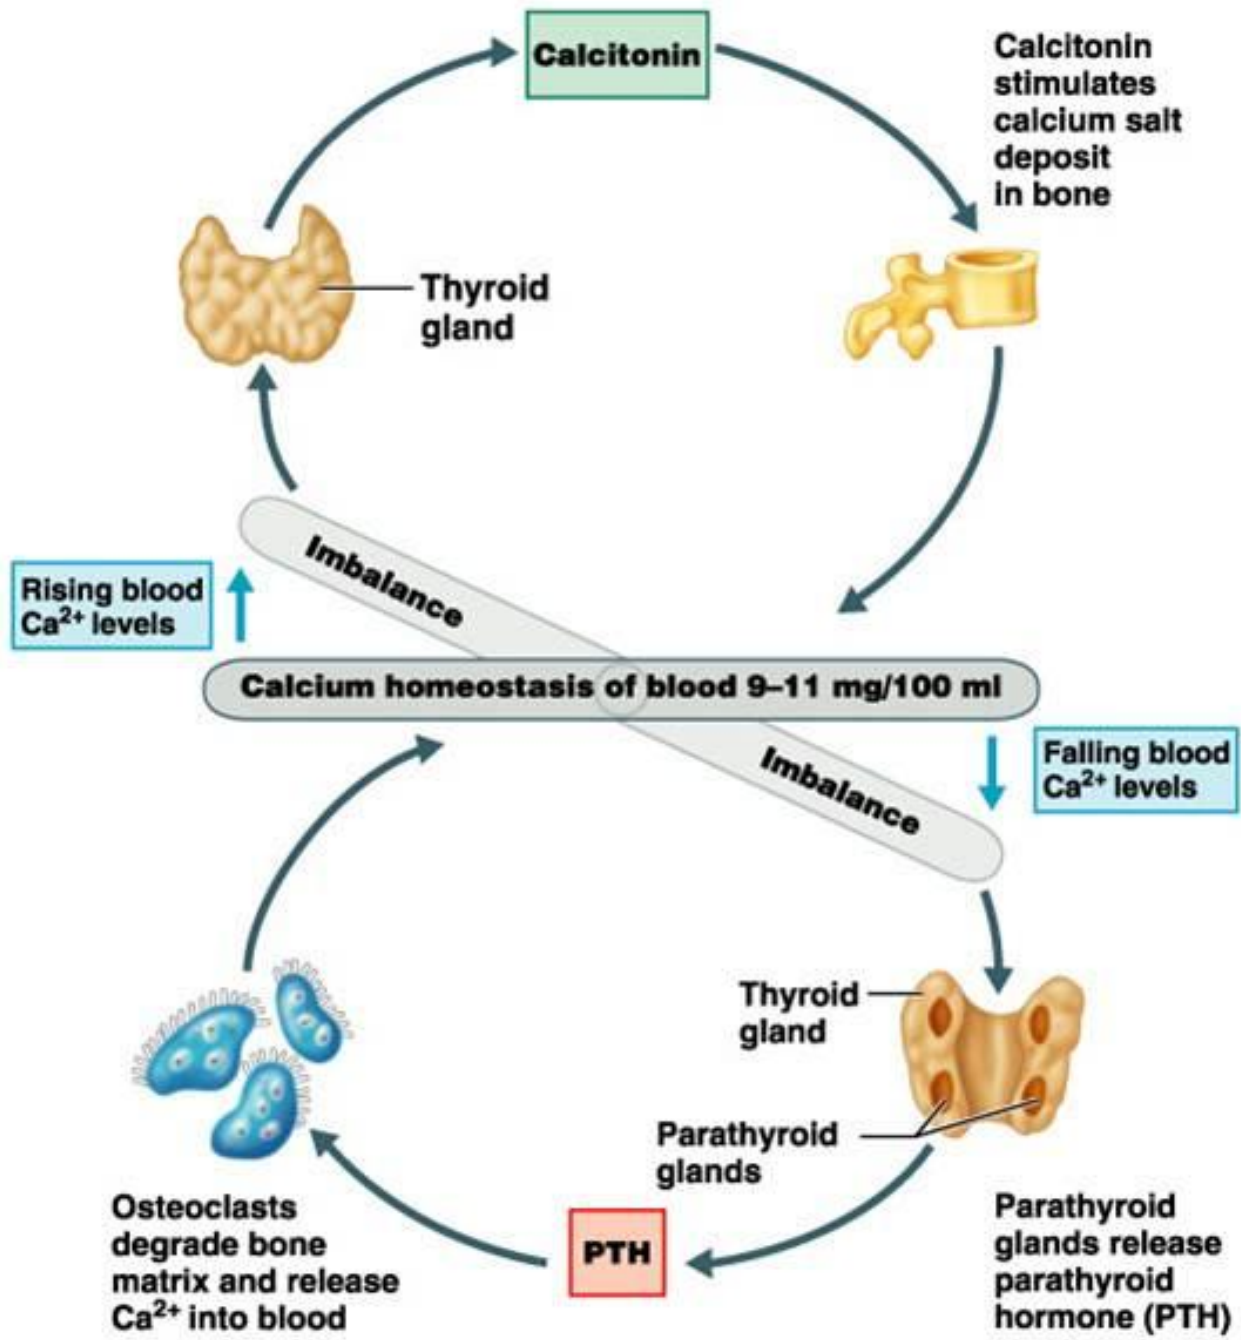 Calcitonin
Calcitonin
stimulates
calcium salt
deposit
in bone
Thyroid
gland
Imbalance
Rising blood
Ca²⁺ levels
Calcium homeostasis of blood 9–11 mg/100 ml
Imbalance
Falling blood
Ca²⁺ levels
Thyroid
gland
Parathyroid
glands
Osteoclasts
degrade bone
matrix and release
Ca²⁺ into blood
PTH
Parathyroid
glands release
parathyroid
hormone (PTH)